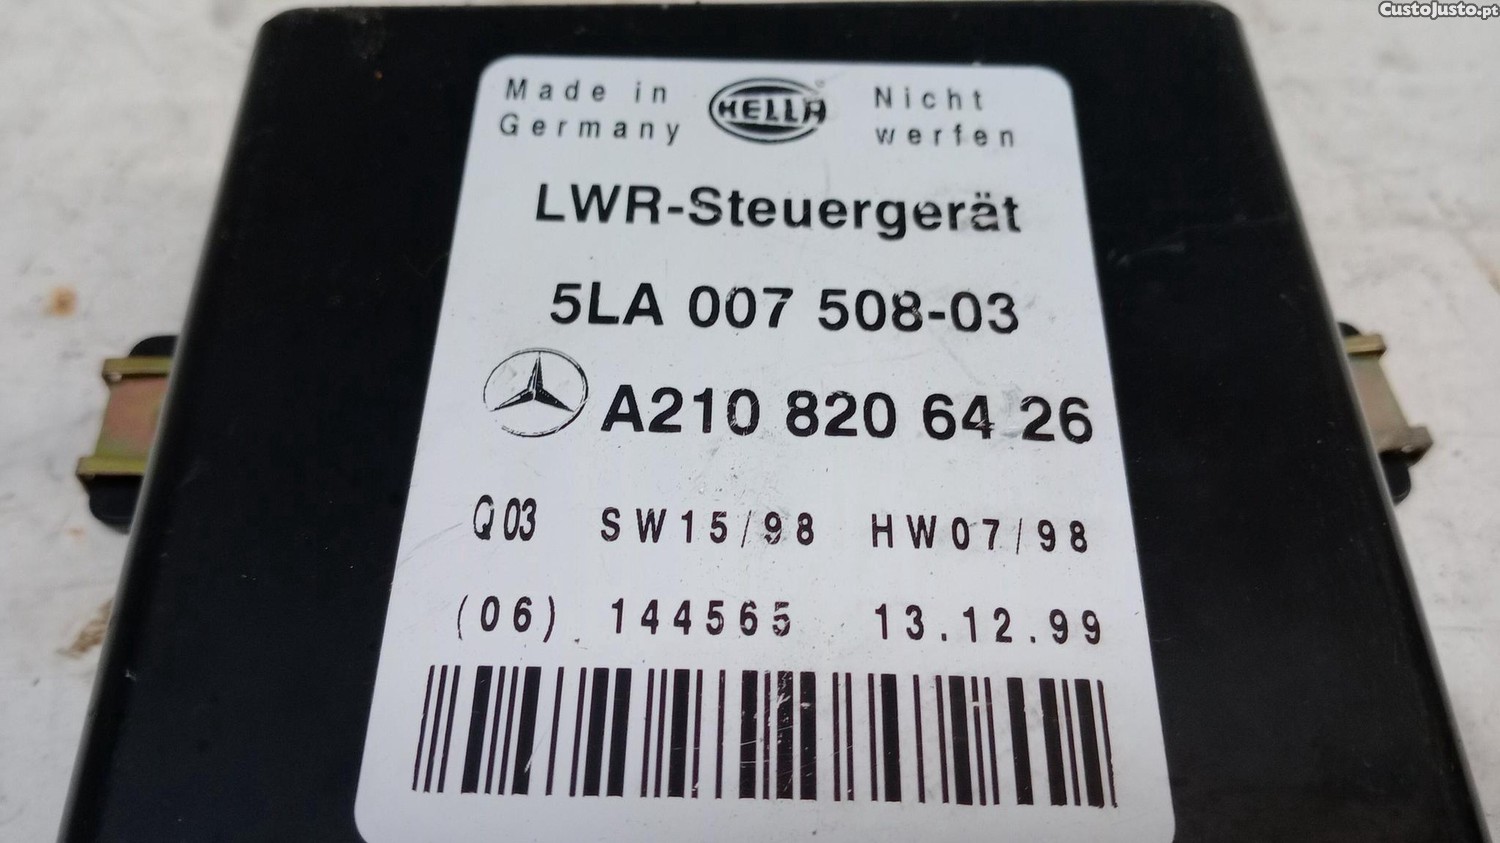 CustoJusto.pt
Made in Germany
HELLA
Nicht werfen
LWR-Steuergerät
5LA 007 508-03
A210 820 64 26
Q03 SW15/98 HW07/98
(06) 144565 13.12.99